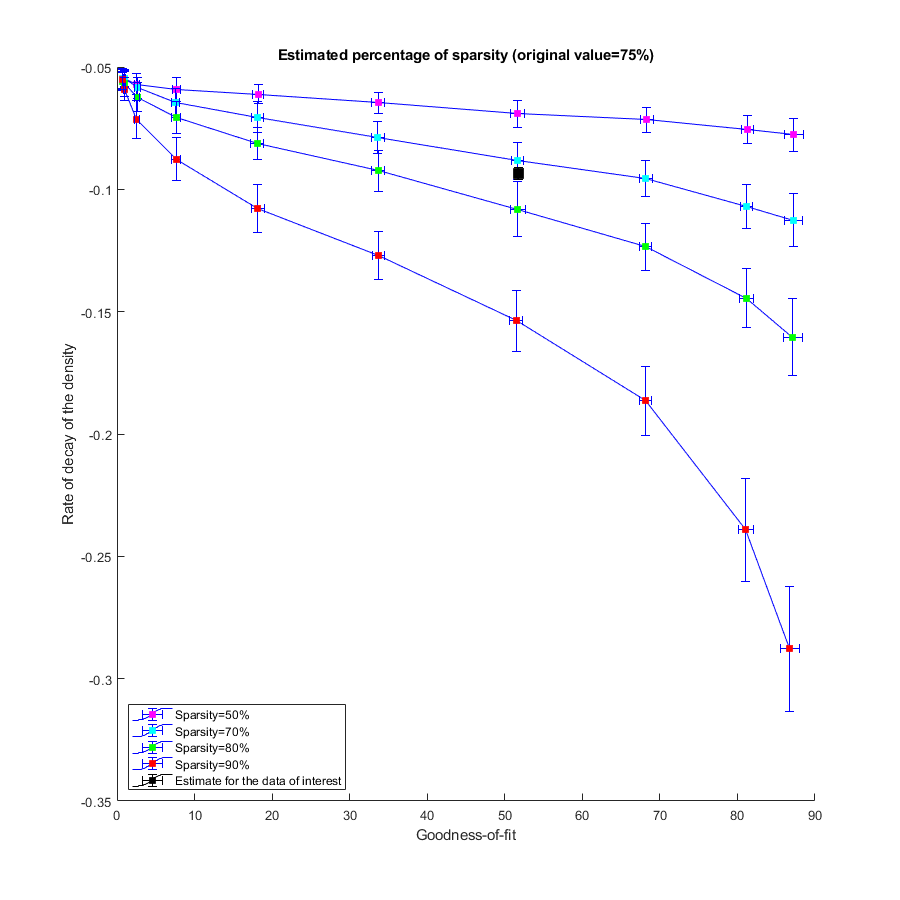 Estimated percentage of sparsity (original value=75%)
-0.05
-0.1
-0.15
-0.2
-0.25
-0.3
-0.35
Rate of decay of the density
Sparsity=50%
Sparsity=70%
Sparsity=80%
Sparsity=90%
Estimate for the data of interest
0 10 20 30 40 50 60 70 80 90
Goodness-of-fit